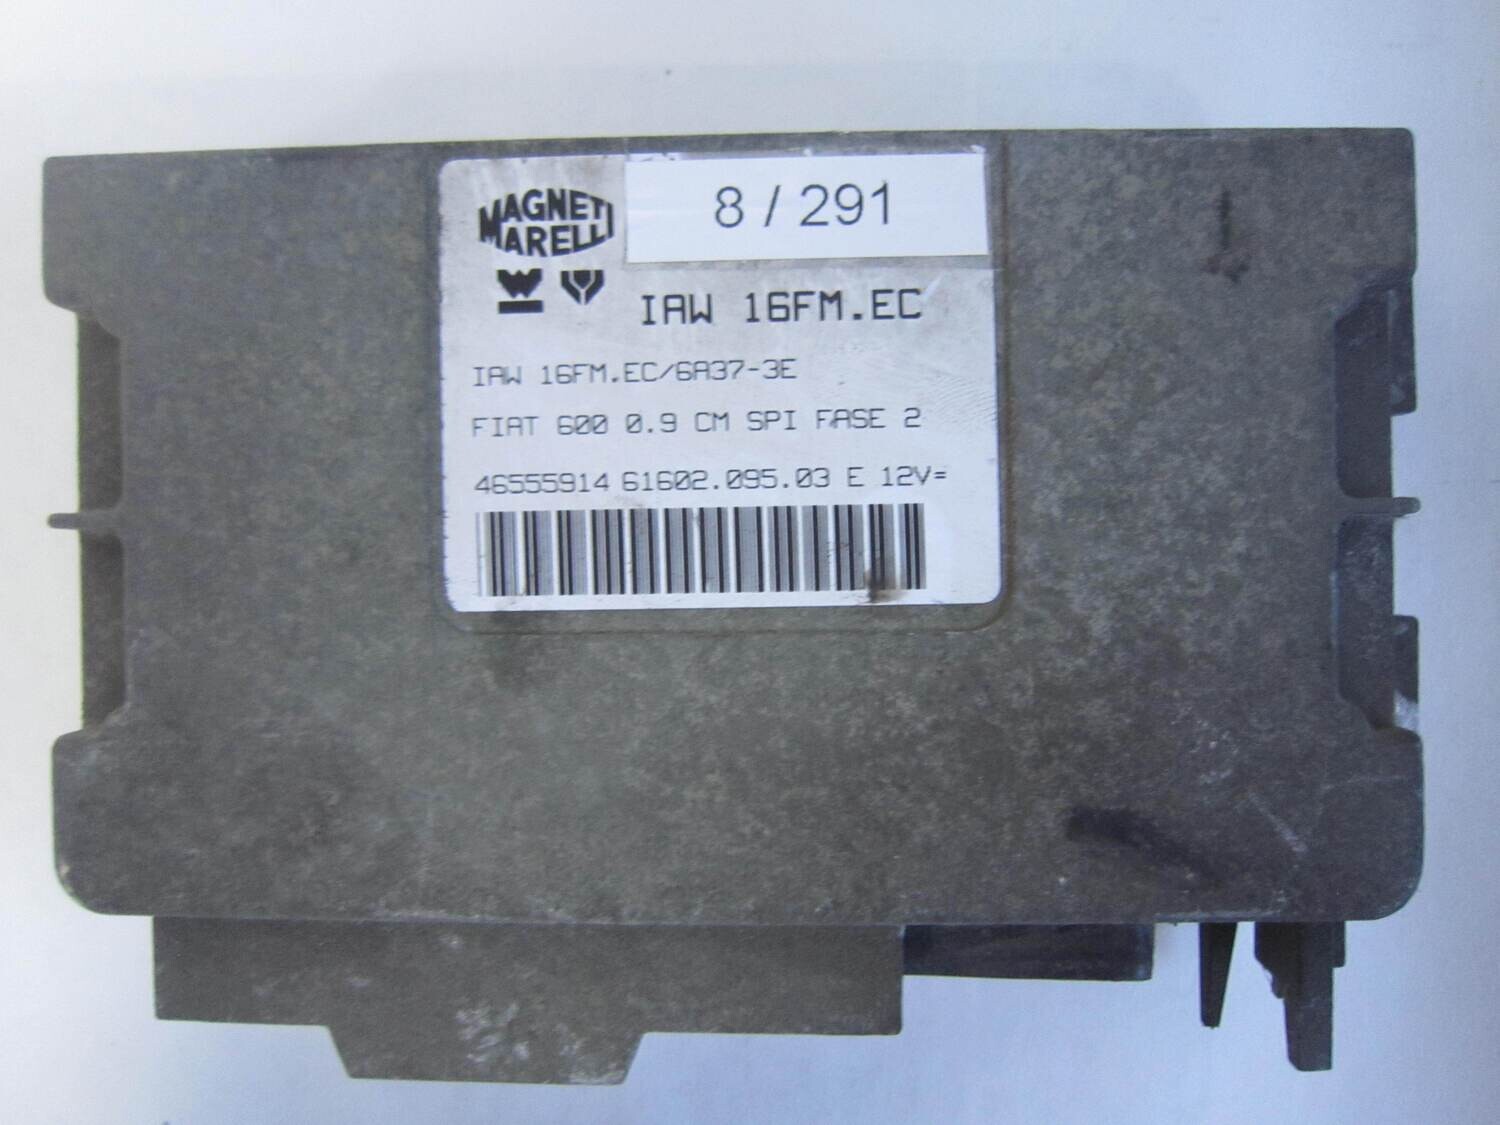 MAGNETI
MARELLI
8 / 291
IAW 16FM.EC
IAW 16FM.EC/6A37-3E
FIAT 600 0.9 CM SPI FASE 2
46555914 61602.095.03 E 12V=